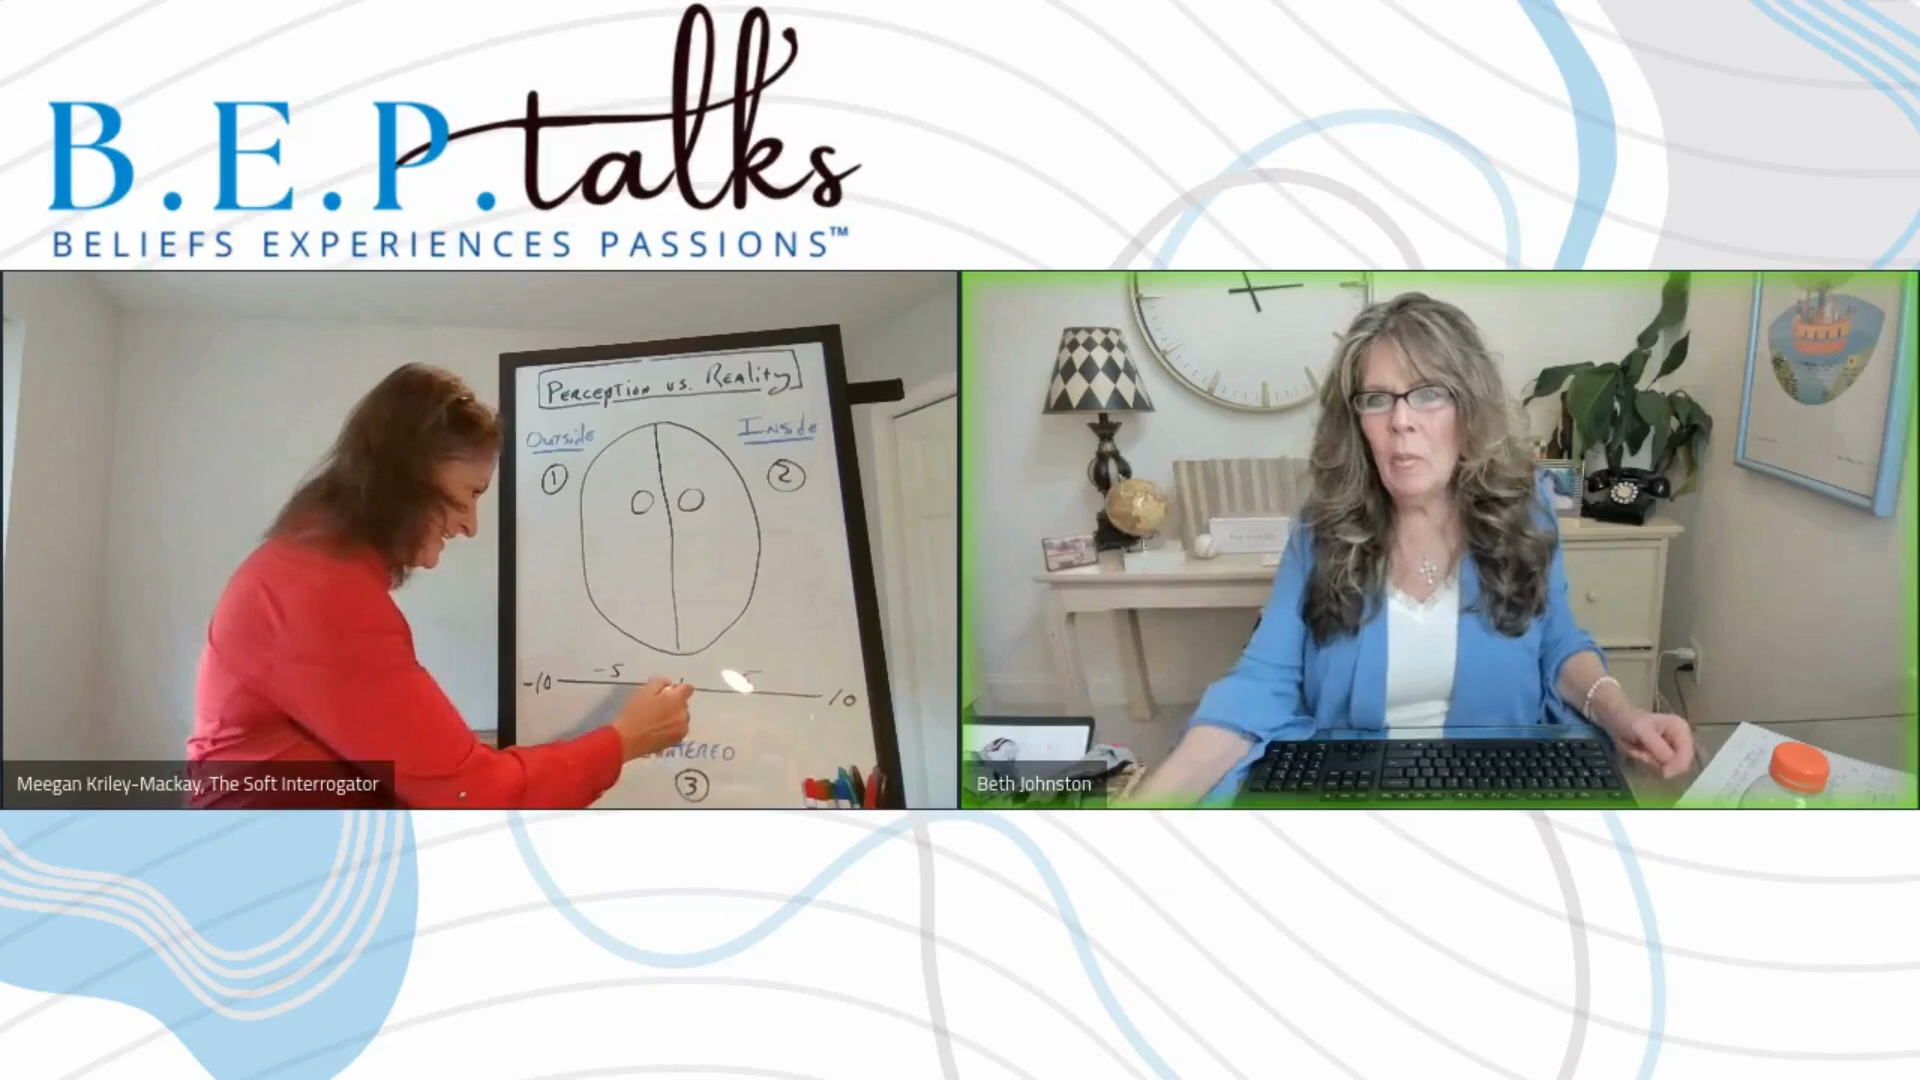 B.E.P. talks
BELIEFS EXPERIENCES PASSIONS™
PERCEPTION VS. REALITY
OUTSIDE
INSIDE
1
2
-10
-5
5
10
3
Meegan Kriley-Mackay, The Soft Interrogator
Beth Johnston